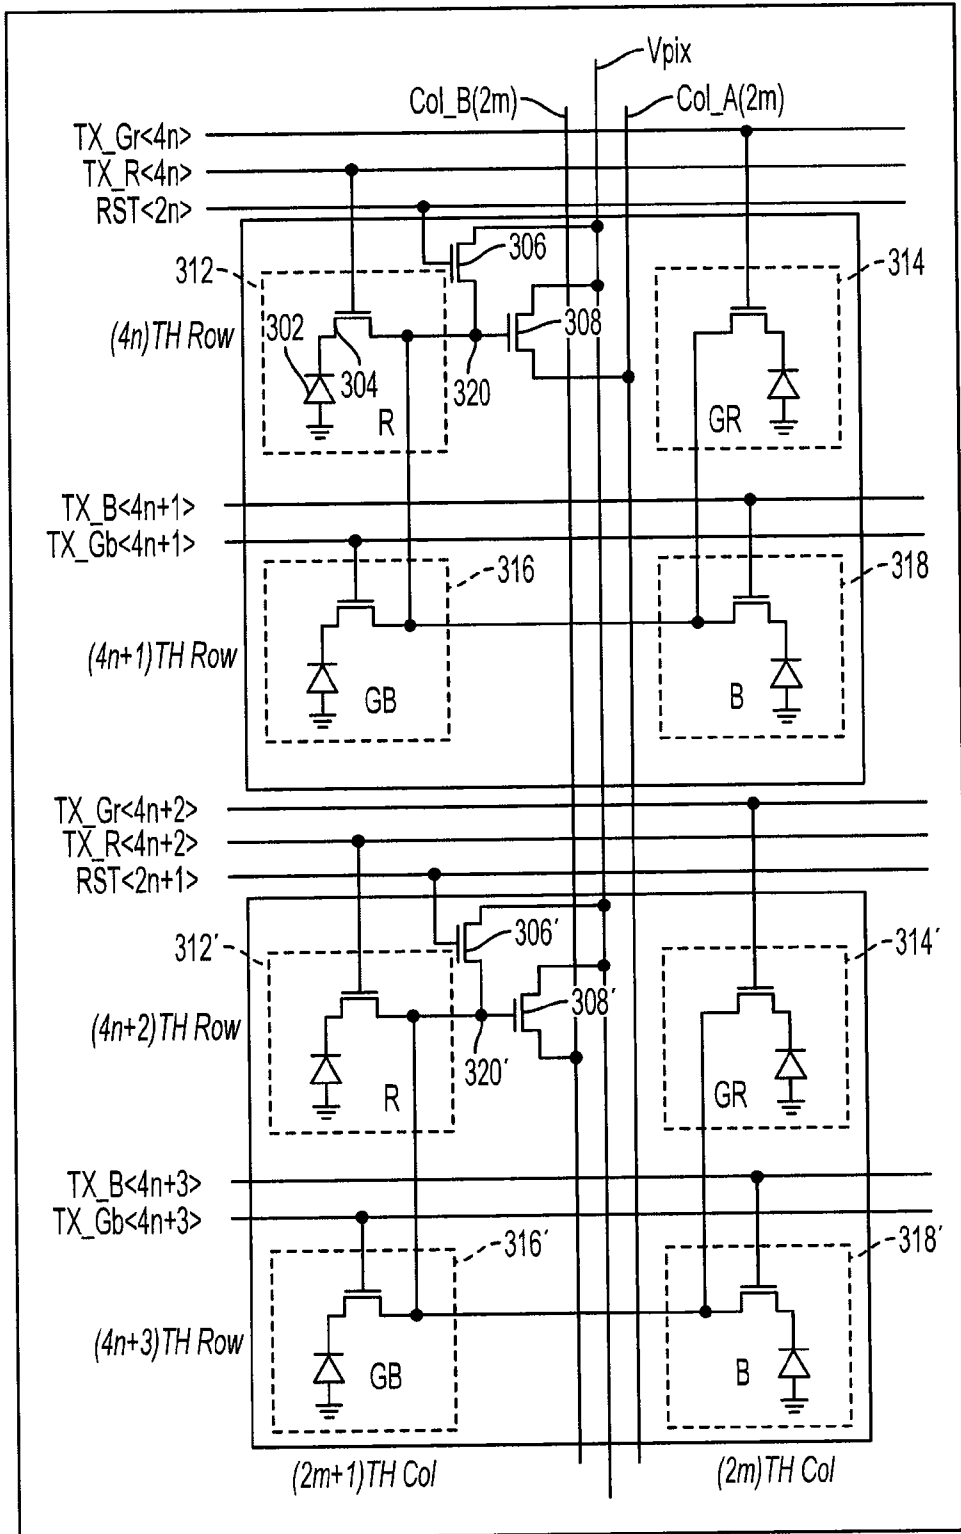 Vpix
Col_B(2m)
Col_A(2m)
TX_Gr<4n>
TX_R<4n>
RST<2n>
306
312
314
(4n)TH Row
302
304
308
320
R
GR
TX_B<4n+1>
TX_Gb<4n+1>
316
318
(4n+1)TH Row
GB
B
TX_Gr<4n+2>
TX_R<4n+2>
RST<2n+1>
306′
312′
314′
308′
(4n+2)TH Row
320′
R
GR
TX_B<4n+3>
TX_Gb<4n+3>
316′
318′
(4n+3)TH Row
GB
B
(2m+1)TH Col
(2m)TH Col